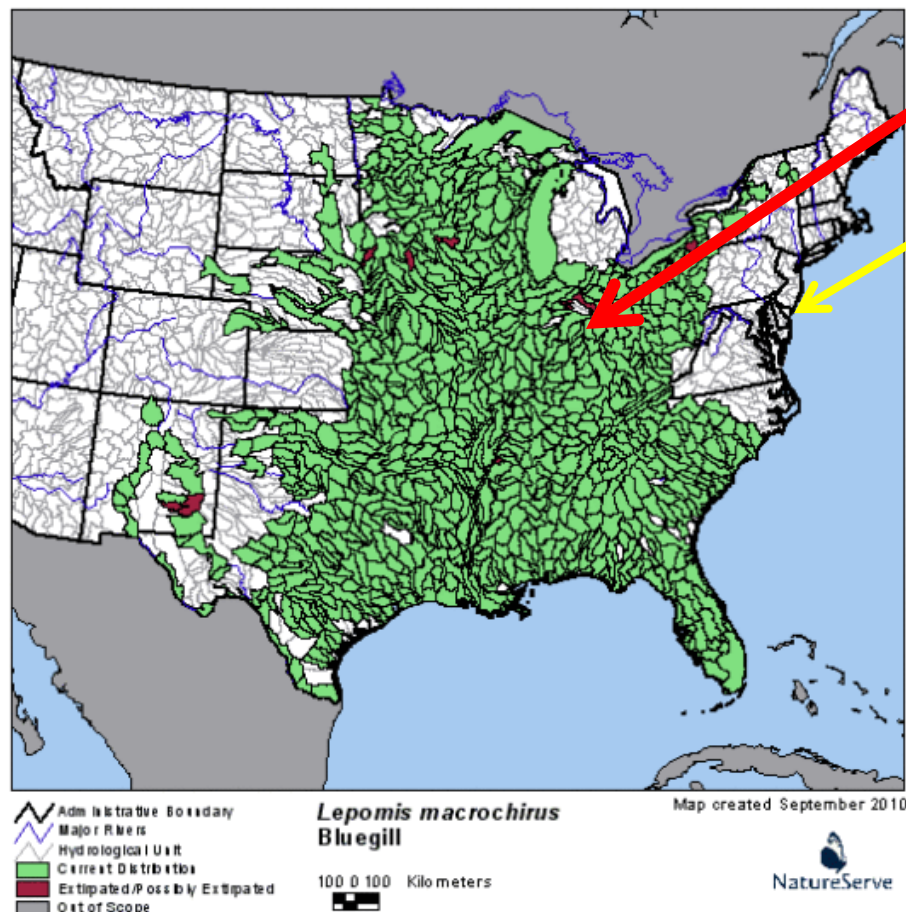 Administrative Boundary
Major Rivers
Hydrological Unit
Current Distribution
Extirpated/Possibly Extirpated
Out of Scope
Lepomis macrochirus
Bluegill
100 0 100 Kilometers
Map created September 2010
NatureServe